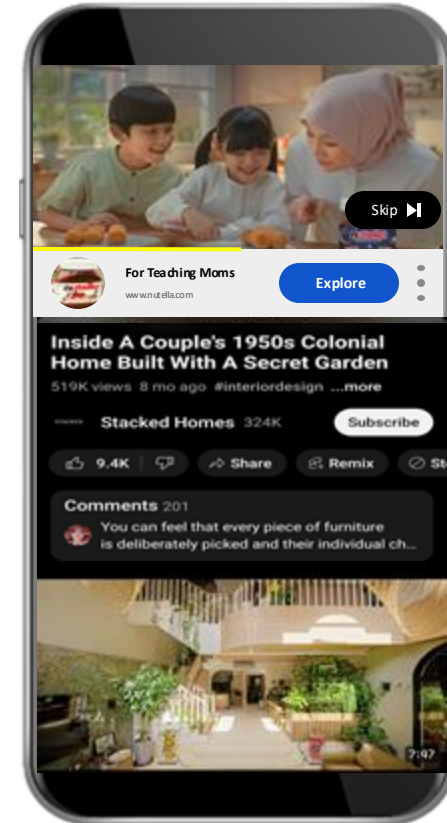 Skip
For Teaching Moms
www.nutella.com
Explore
Inside A Couple's 1950s Colonial
Home Built With A Secret Garden
519K views 8 mo ago #interiordesign ...more
Stacked Homes 324K
Subscribe
9.4K
Share
Remix
St
Comments 201
You can feel that every piece of furniture
is deliberately picked and their individual ch...
7:47